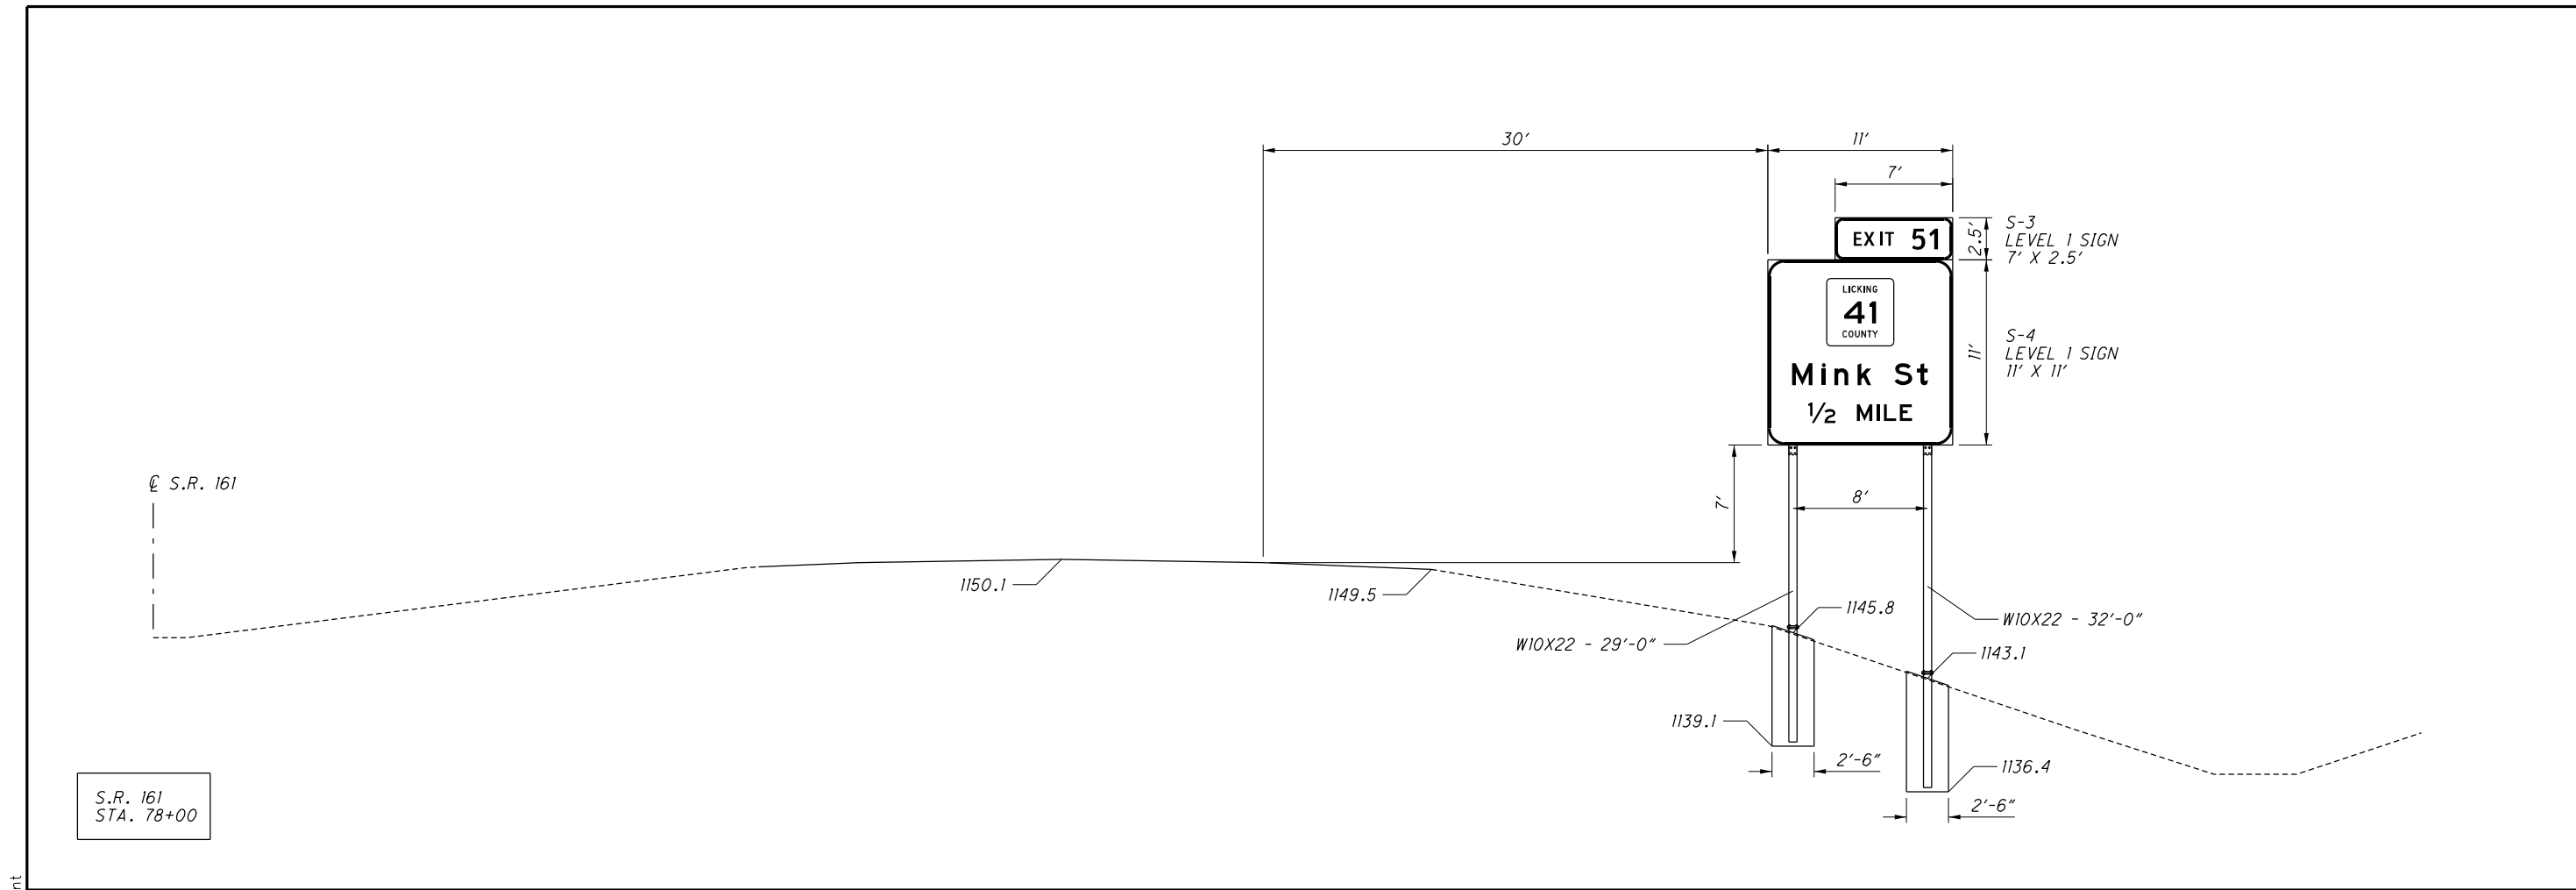 30′
11′
7′
EXIT 51
2.5′
S-3
LEVEL 1 SIGN
7′ X 2.5′
LICKING
41
COUNTY
Mink St
1/2 MILE
11′
S-4
LEVEL 1 SIGN
11′ X 11′
℄ S.R. 161
7′
8′
1150.1
1149.5
1145.8
W10X22 - 29′-0″
W10X22 - 32′-0″
1143.1
1139.1
2′-6″
1136.4
2′-6″
S.R. 161
STA. 78+00
nt